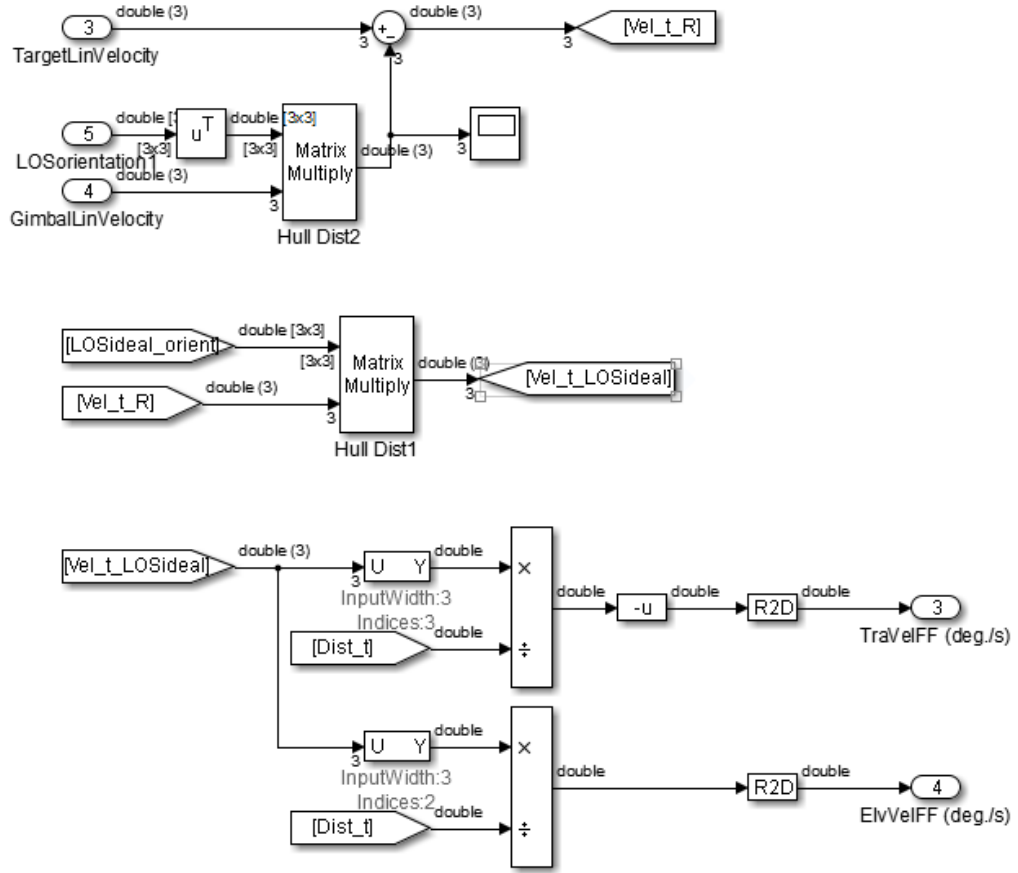 double (3)
double (3)
3
3
3
[Vel_t_R]
TargetLinVelocity
3
double [3x3]
double [3x3]
5
u^T
[3x3]
[3x3]
Matrix
Multiply
double (3)
3
LOSorientation1
double (3)
4
3
GimbalLinVelocity
Hull Dist2
double [3x3]
[LOSideal_orient]
[3x3]
Matrix
Multiply
double (3)
[Vel_t_LOSideal]
3
double (3)
[Vel_t_R]
3
Hull Dist1
double (3)
double
[Vel_t_LOSideal]
3
U Y
×
InputWidth:3
Indices:3
double
double
double
-u
R2D
3
TraVelFF (deg./s)
double
[Dist_t]
÷
double
3
U Y
×
InputWidth:3
Indices:2
double
double
R2D
4
ElvVelFF (deg./s)
double
[Dist_t]
÷